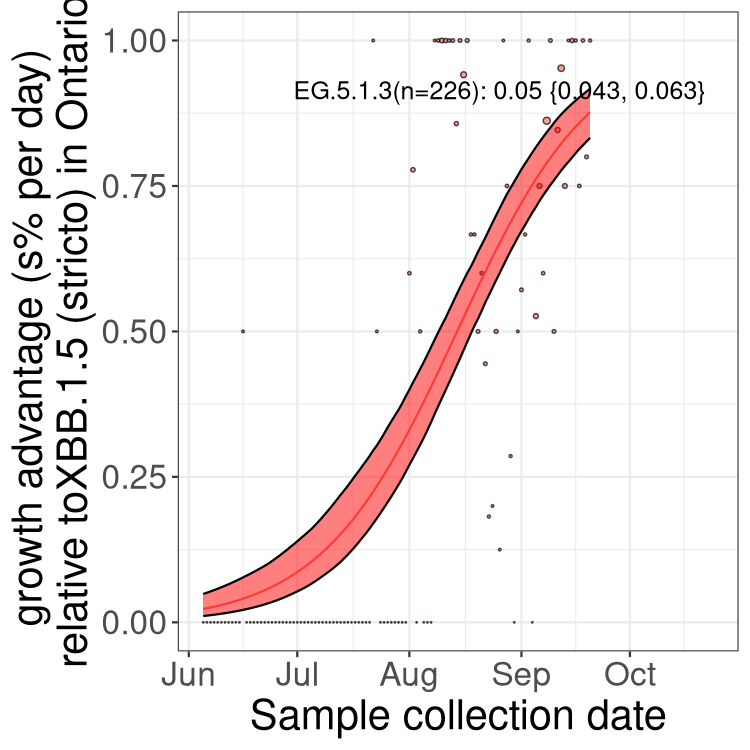 growth advantage (s% per day)
relative toXBB.1.5 (stricto) in Ontario
1.00
0.75
0.50
0.25
0.00
EG.5.1.3(n=226): 0.05 {0.043, 0.063}
Jun Jul Aug Sep Oct
Sample collection date